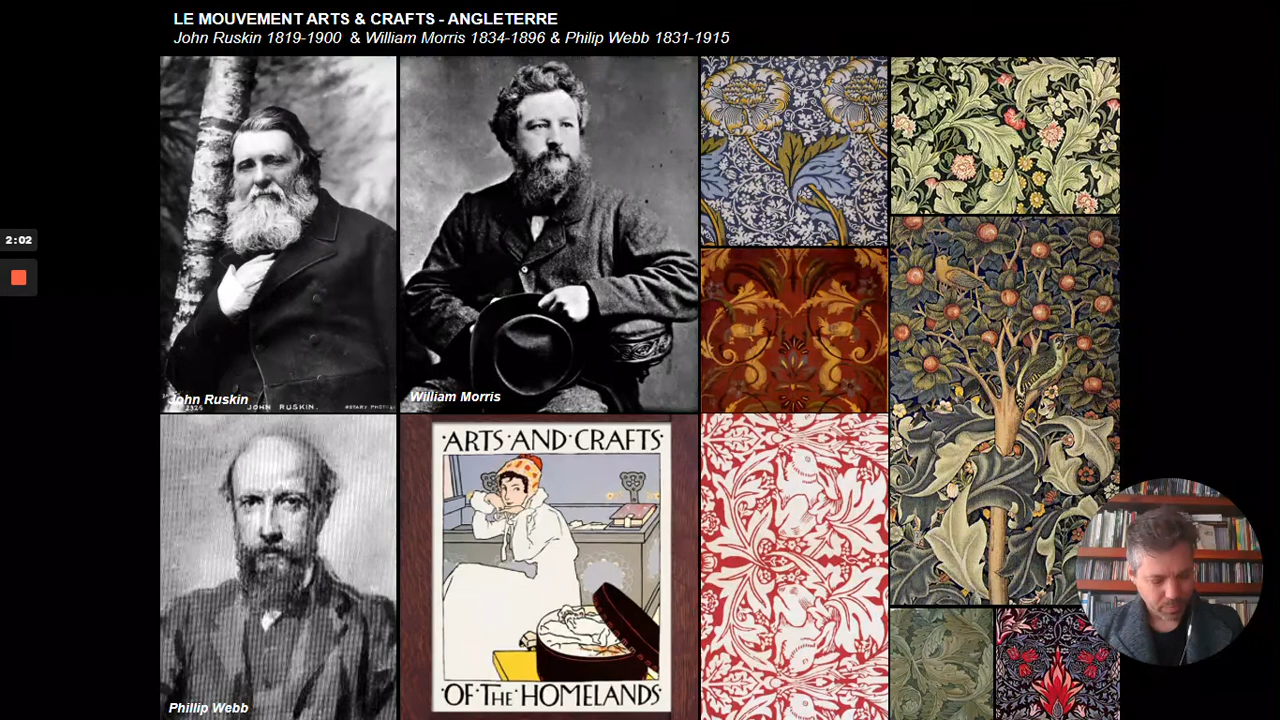 LE MOUVEMENT ARTS & CRAFTS - ANGLETERRE
John Ruskin 1819-1900 & William Morris 1834-1896 & Philip Webb 1831-1915
2:02
John Ruskin
JOHN RUSKIN.
William Morris
·ARTS·AND·CRAFTS·
·OF·THE·HOMELANDS·
Phillip Webb